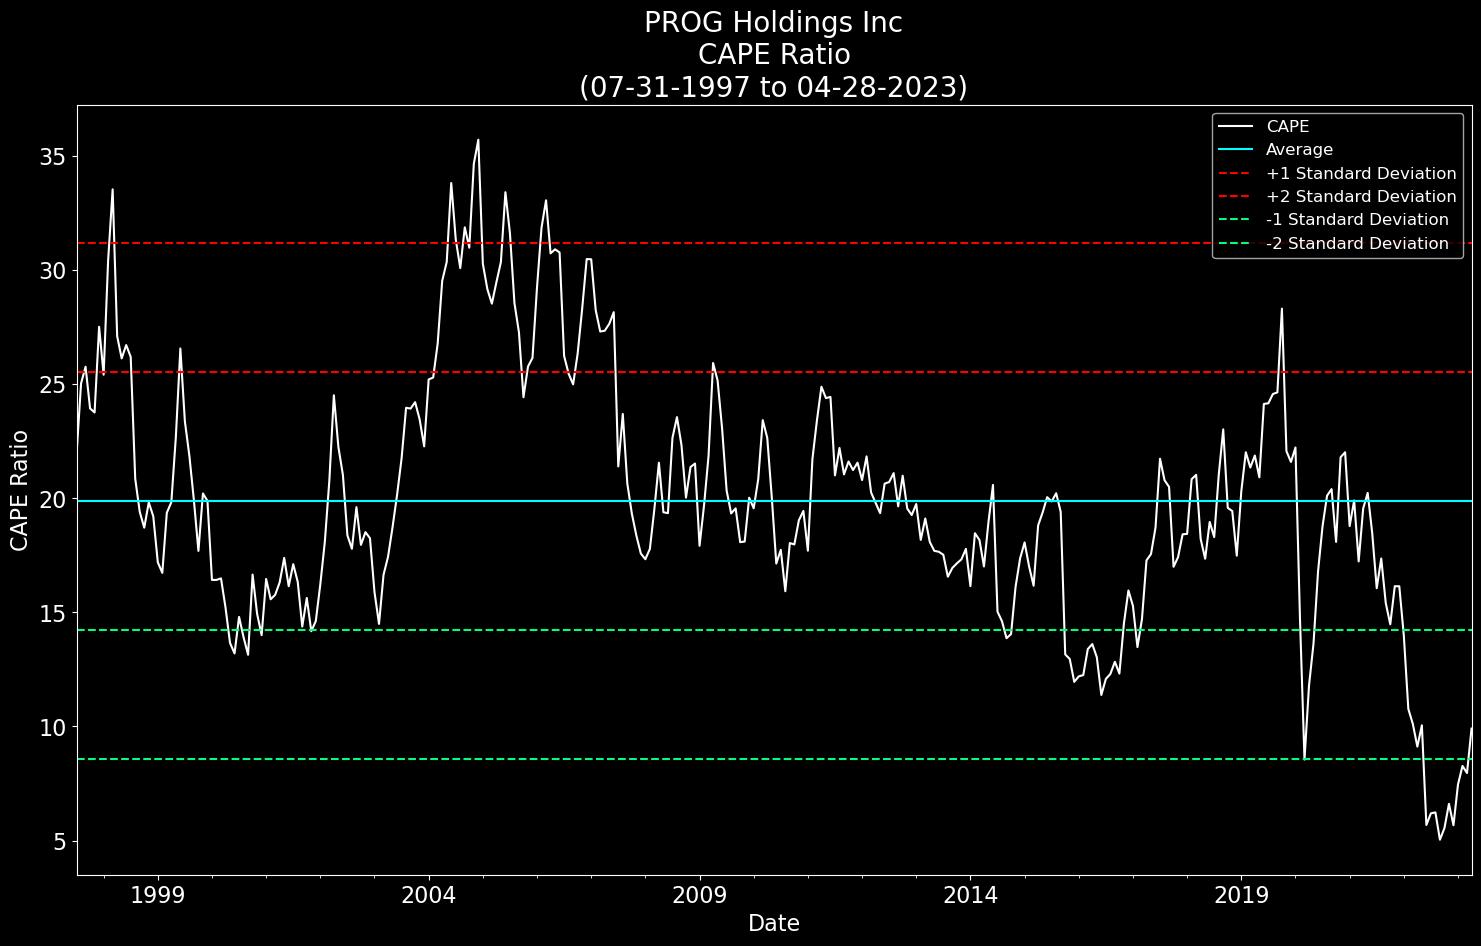 PROG Holdings Inc
CAPE Ratio
(07-31-1997 to 04-28-2023)
CAPE
Average
+1 Standard Deviation
+2 Standard Deviation
-1 Standard Deviation
-2 Standard Deviation
35
30
25
20
15
10
5
CAPE Ratio
1999
2004
2009
2014
2019
Date